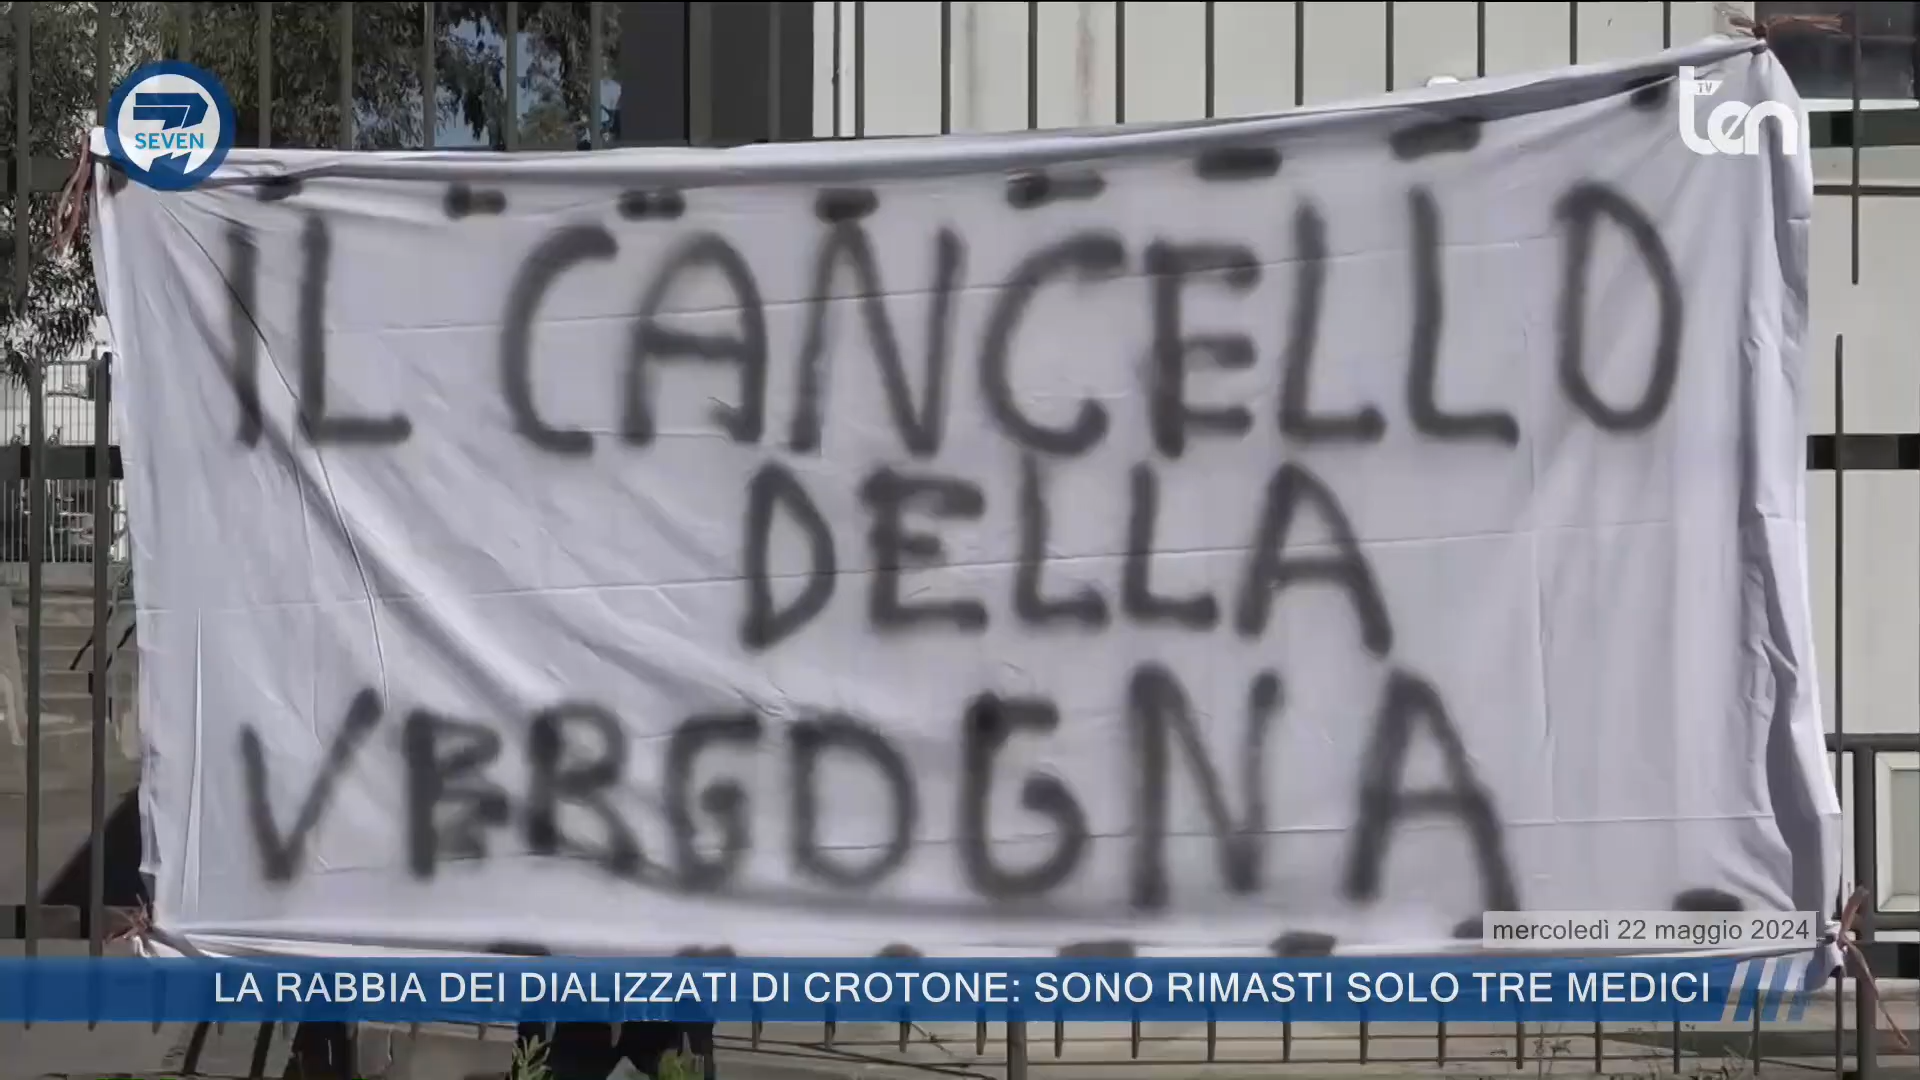 SEVEN
TV
ten
IL CANCELLO
DELLA
VERGOGNA
mercoledì 22 maggio 2024
LA RABBIA DEI DIALIZZATI DI CROTONE: SONO RIMASTI SOLO TRE MEDICI